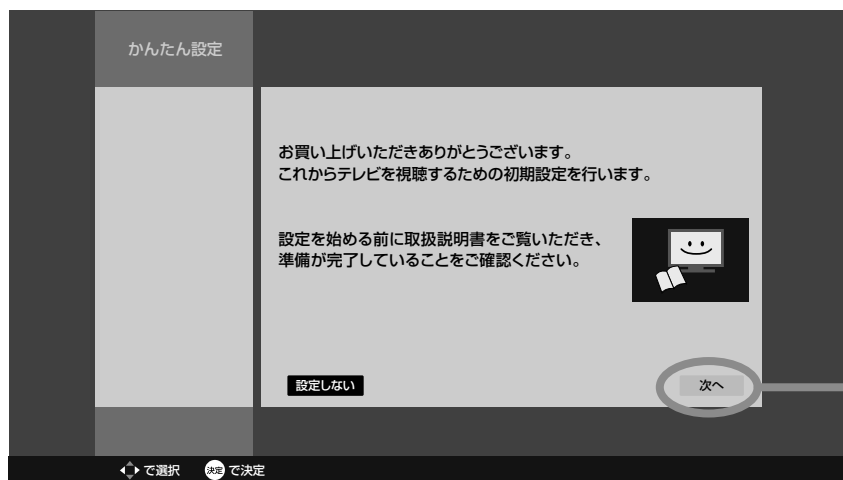 かんたん設定
お買い上げいただきありがとうございます。
これからテレビを視聴するための初期設定を行います。
設定を始める前に取扱説明書をご覧いただき、
準備が完了していることをご確認ください。
設定しない
次へ
で選択 決定 で決定